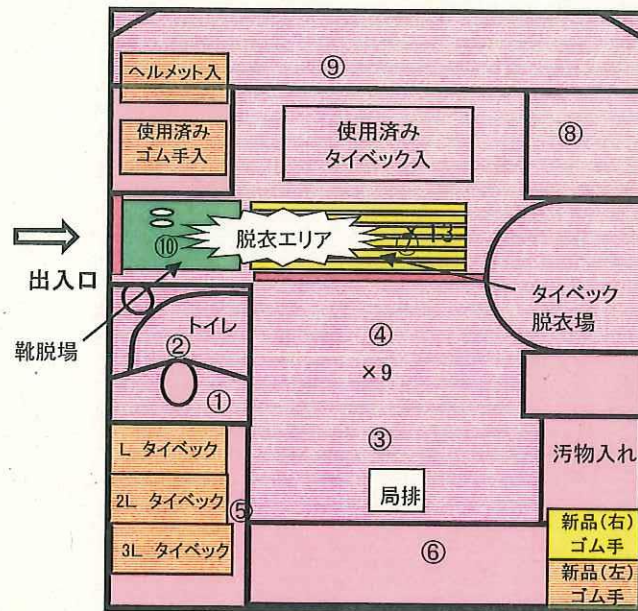 ⑨
ヘルメット入
使用済み
ゴム手入
使用済み
タイベック入
⑧
⑩
脱衣エリア
×13
出入口
タイベック
脱衣場
靴脱場
トイレ
②
①
④
×9
③
局排
汚物入れ
L タイベック
2L タイベック
3L タイベック
⑤
⑥
新品(右)
ゴム手
新品(左)
ゴム手